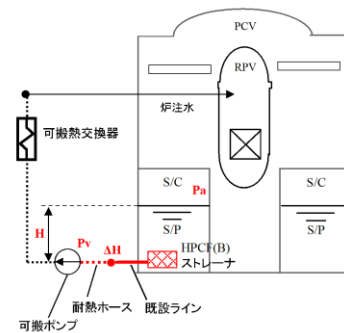 PCV
RPV
炉注水
可搬熱交換器
S/C
Pa
S/C
H
S/P
S/P
Pv
ΔH
HPCF(B)
ストレーナ
耐熱ホース
既設ライン
可搬ポンプ